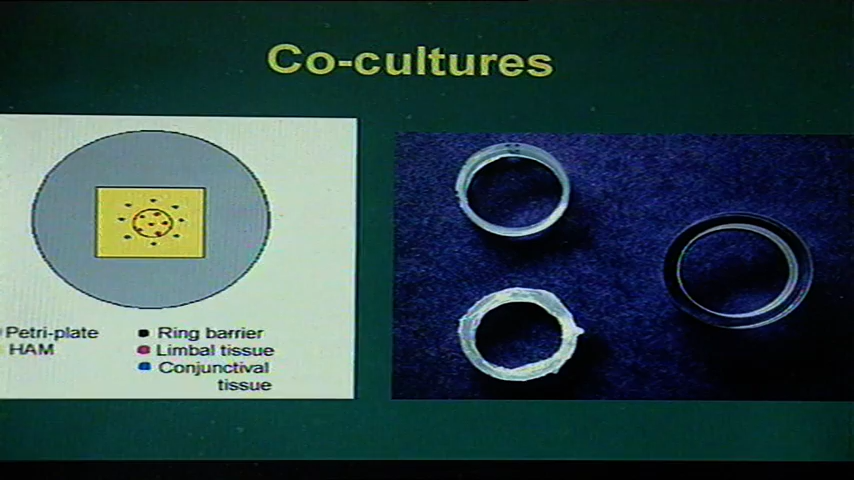 Co-cultures
Petri-plate
HAM
Ring barrier
Limbal tissue
Conjunctival
tissue